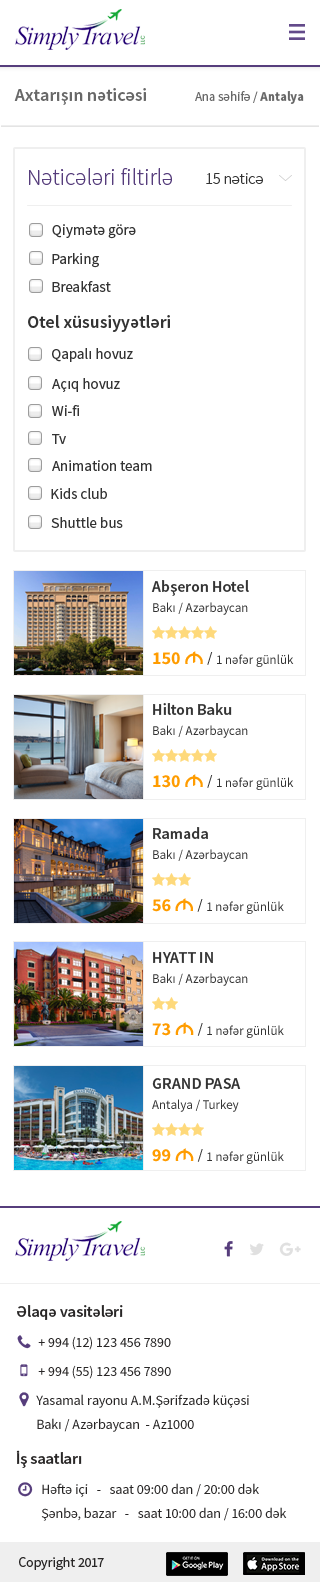 Simply Travel LLC
Axtarışın nəticəsi
Ana səhifə / Antalya
Nəticələri filtirlə
15 nəticə
Qiymətə görə
Parking
Breakfast
Otel xüsusiyyətləri
Qapalı hovuz
Açıq hovuz
Wi-fi
Tv
Animation team
Kids club
Shuttle bus
Abşeron Hotel
Bakı / Azərbaycan
150 / 1 nəfər günlük
Hilton Baku
Bakı / Azərbaycan
130 / 1 nəfər günlük
Ramada
Bakı / Azərbaycan
56 / 1 nəfər günlük
HYATT IN
Bakı / Azərbaycan
73 / 1 nəfər günlük
GRAND PASA
Antalya / Turkey
99 / 1 nəfər günlük
Simply Travel LLC
Əlaqə vasitələri
+ 994 (12) 123 456 7890
+ 994 (55) 123 456 7890
Yasamal rayonu A.M.Şərifzadə küçəsi
Bakı / Azərbaycan - Az1000
İş saatları
Həftə içi - saat 09:00 dan / 20:00 dək
Şənbə, bazar - saat 10:00 dan / 16:00 dək
Copyright 2017
GET IT ON
Google Play
Download on the
App Store